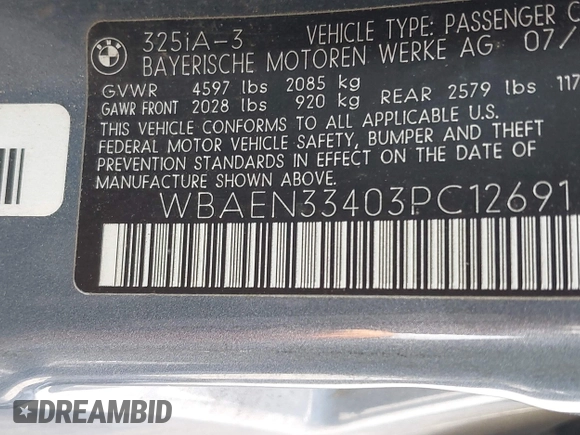 325iA-3 VEHICLE TYPE: PASSENGER
BAYERISCHE MOTOREN WERKE AG 07/
GVWR 4597 lbs 2085 kg
GAWR FRONT 2028 lbs 920 kg REAR 2579 lbs
THIS VEHICLE CONFORMS TO ALL APPLICABLE U.S.
FEDERAL MOTOR VEHICLE SAFETY, BUMPER AND THEFT
PREVENTION STANDARDS IN EFFECT ON THE DATE OF
MANUFACTURE SHOWN ABOVE.
WBAEN33403PC12691
DREAMBID